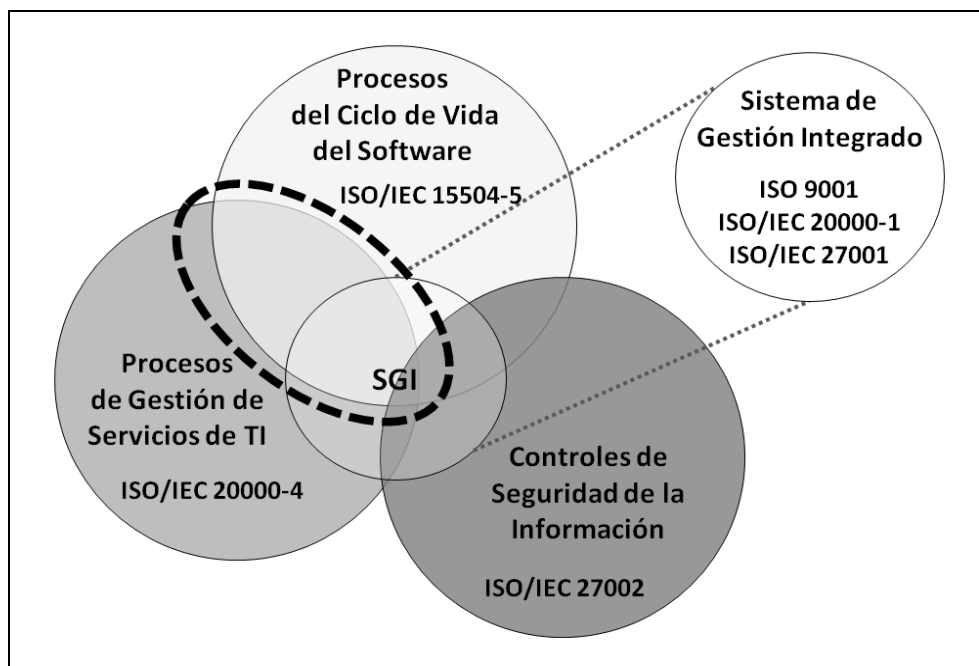 Procesos
del Ciclo de Vida
del Software
ISO/IEC 15504-5
Sistema de
Gestión Integrado
ISO 9001
ISO/IEC 20000-1
ISO/IEC 27001
Procesos
de Gestión de
Servicios de TI
ISO/IEC 20000-4
SGI
Controles de
Seguridad de la
Información
ISO/IEC 27002